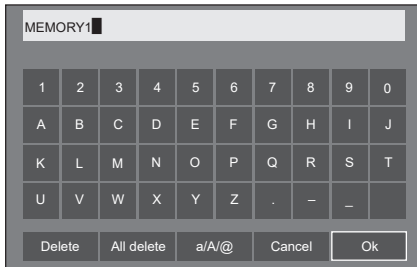 MEMORY1
1 2 3 4 5 6 7 8 9 0
A B C D E F G H I J
K L M N O P Q R S T
U V W X Y Z . – _
Delete All delete a/A/@ Cancel Ok